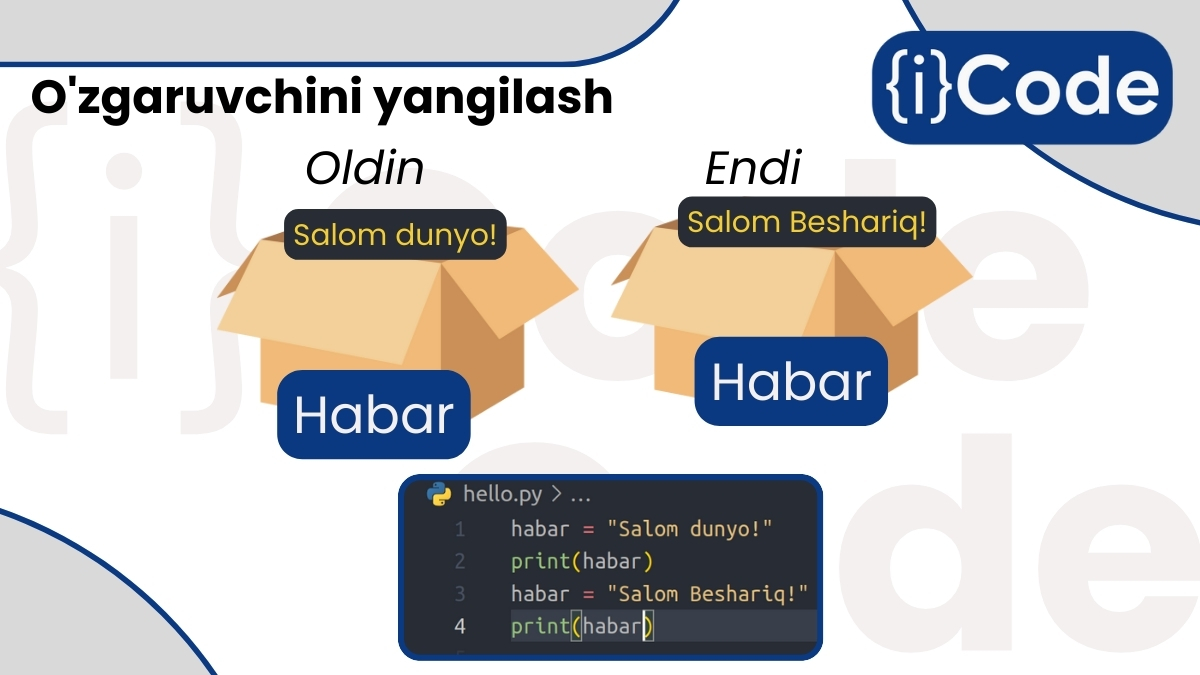 {i}Code
O'zgaruvchini yangilash
Oldin
Endi
Salom dunyo!
Salom Beshariq!
Habar
Habar
hello.py > ...
1 habar = "Salom dunyo!"
2 print(habar)
3 habar = "Salom Beshariq!"
4 print(habar)